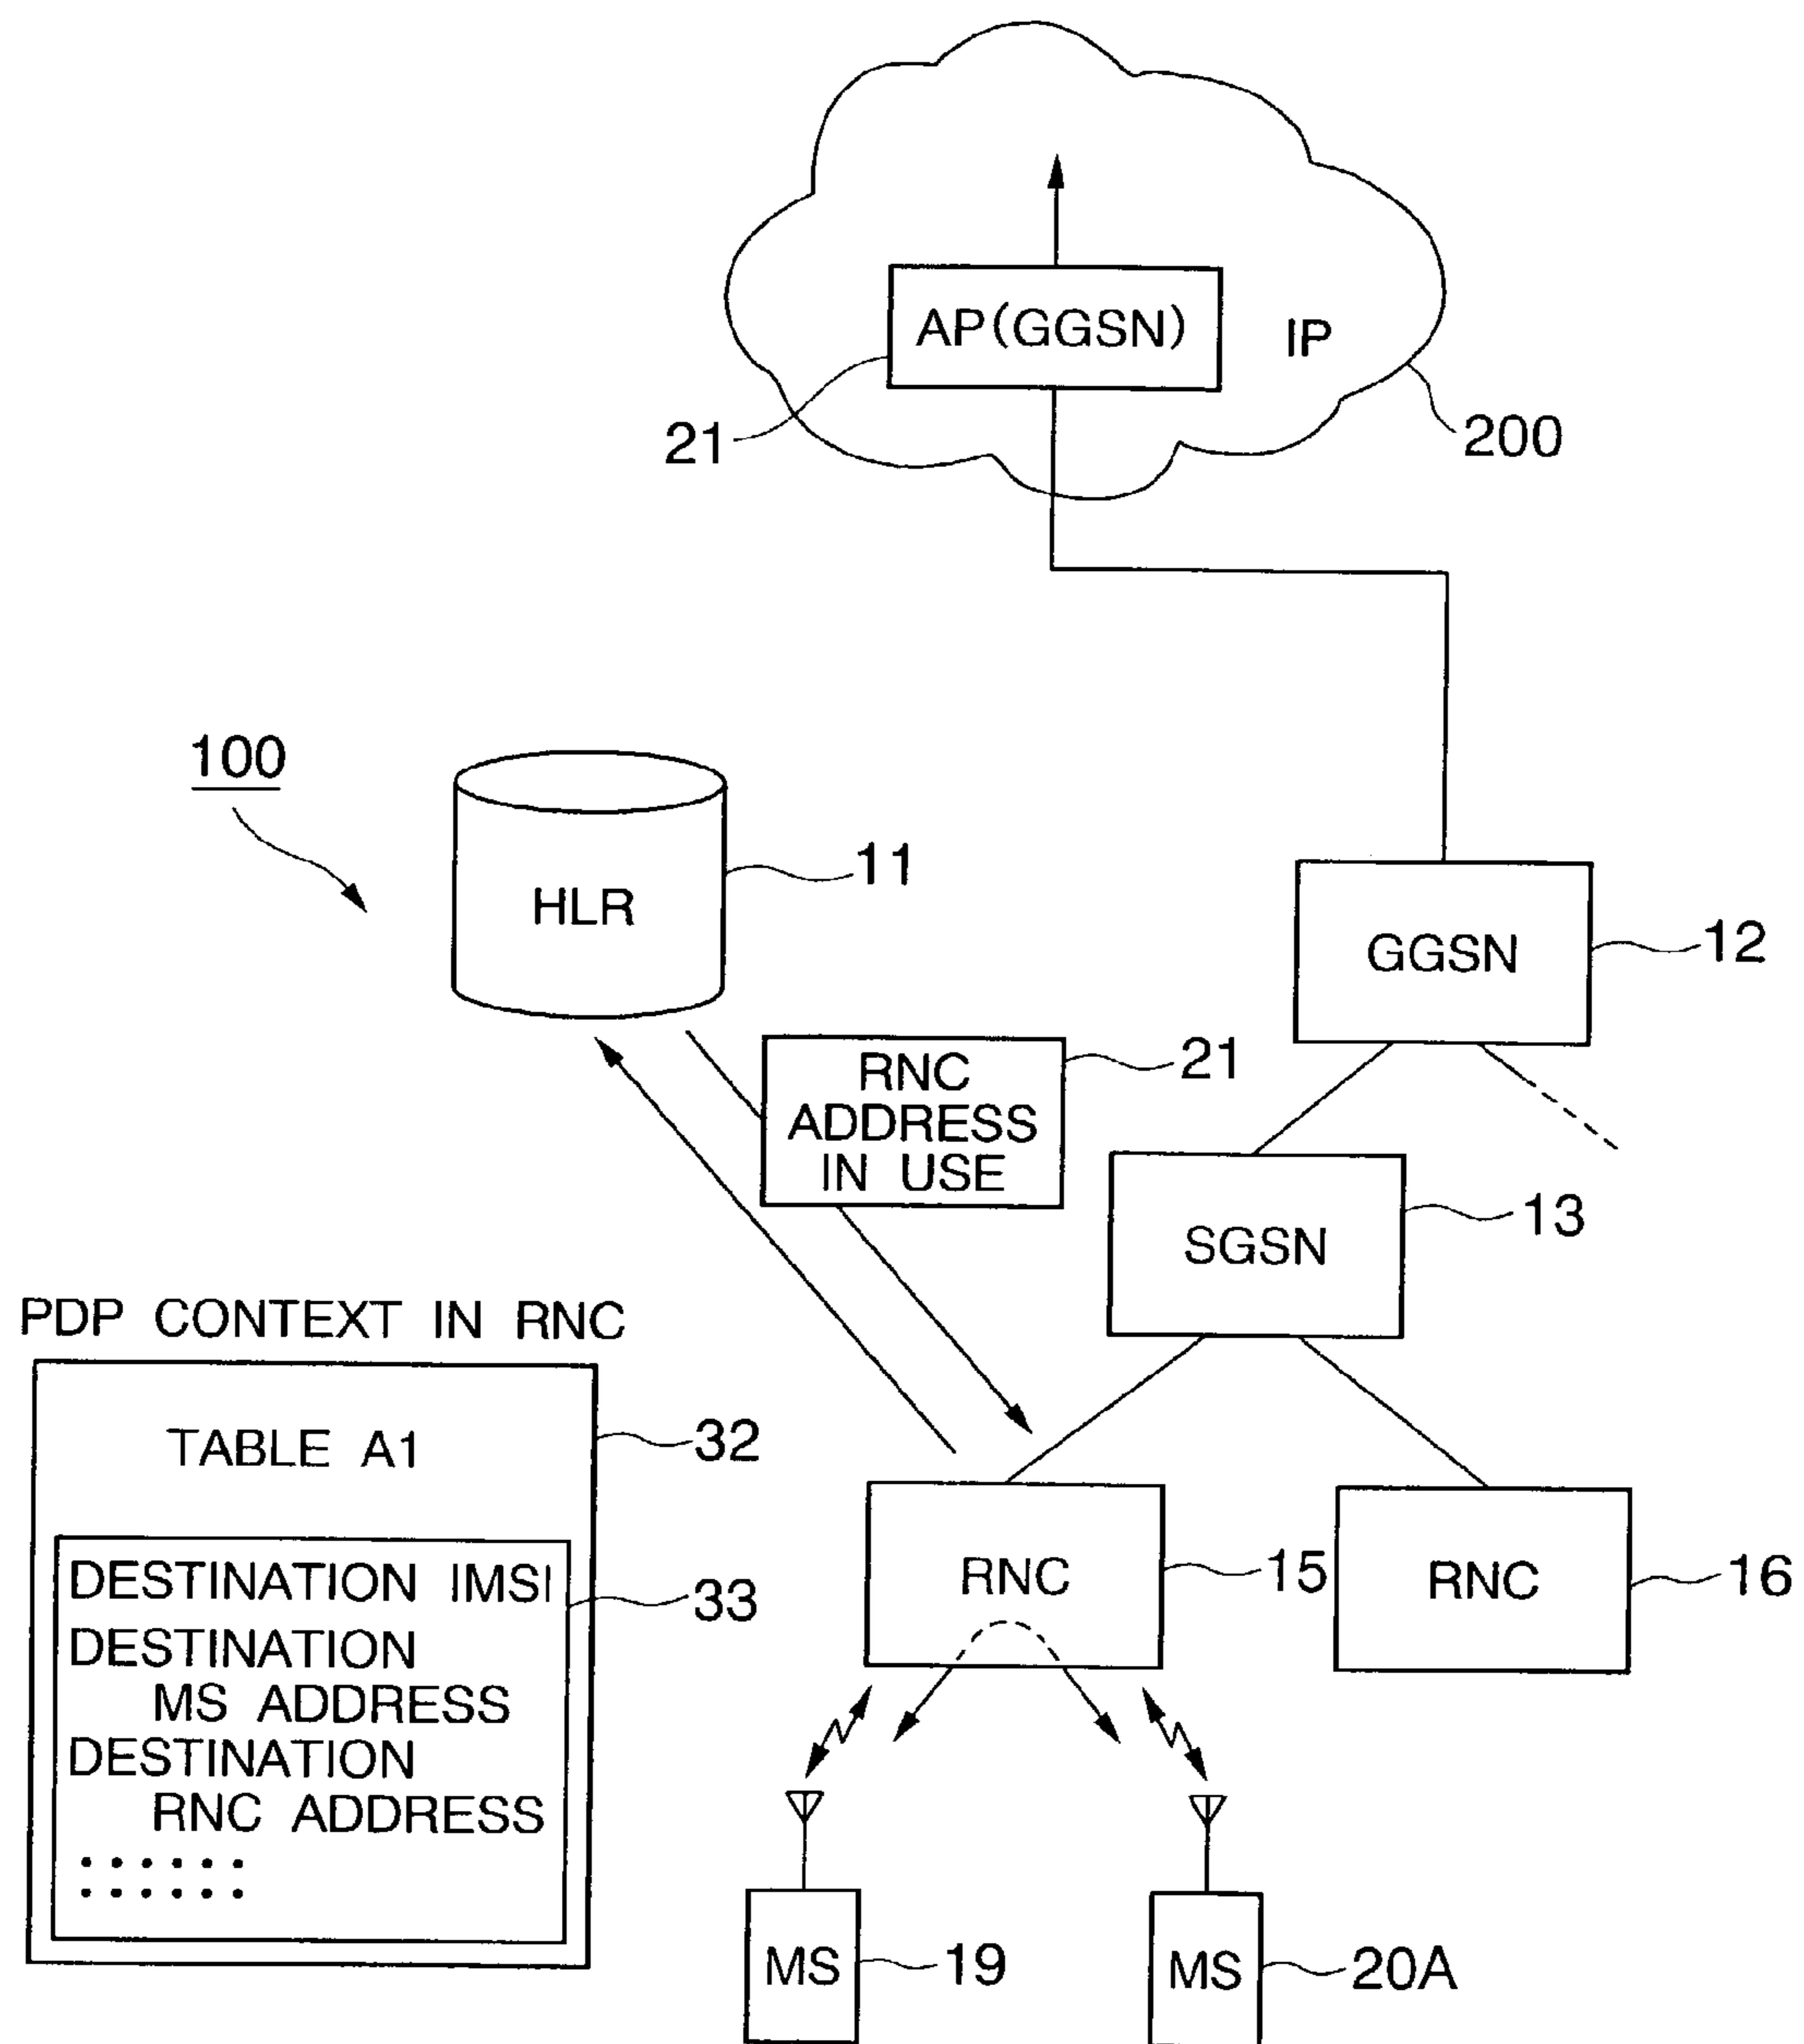 AP(GGSN)
IP
21
200
100
HLR
11
GGSN
12
RNC
ADDRESS
IN USE
21
SGSN
13
PDP CONTEXT IN RNC
TABLE A1
32
DESTINATION IMSI
33
DESTINATION
MS ADDRESS
DESTINATION
RNC ADDRESS
RNC
15
RNC
16
MS
19
MS
20A